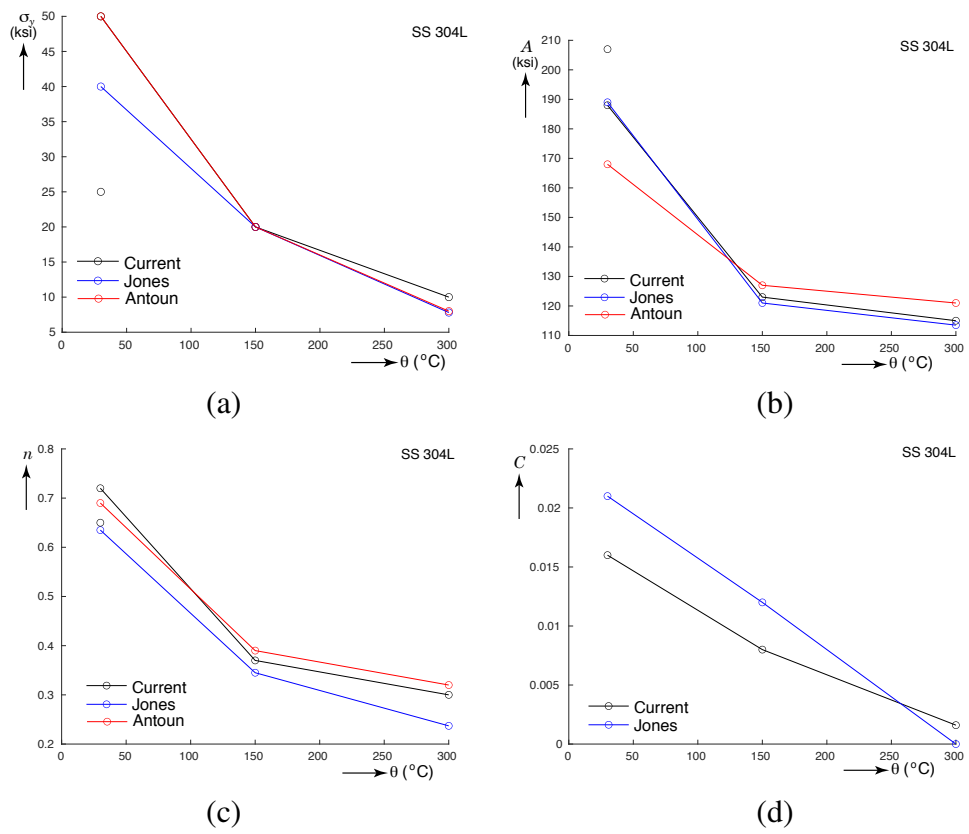 σy
(ksi)
SS 304L
50
45
40
35
30
25
20
15
10
5
Current
Jones
Antoun
0
50
100
150
200
250
300
θ (°C)
(a)
A
(ksi)
SS 304L
210
200
190
180
170
160
150
140
130
120
110
Current
Jones
Antoun
0
50
100
150
200
250
300
θ (°C)
(b)
n
SS 304L
0.8
0.7
0.6
0.5
0.4
0.3
0.2
Current
Jones
Antoun
0
50
100
150
200
250
300
θ (°C)
(c)
C
SS 304L
0.025
0.02
0.015
0.01
0.005
0
Current
Jones
0
50
100
150
200
250
300
θ (°C)
(d)